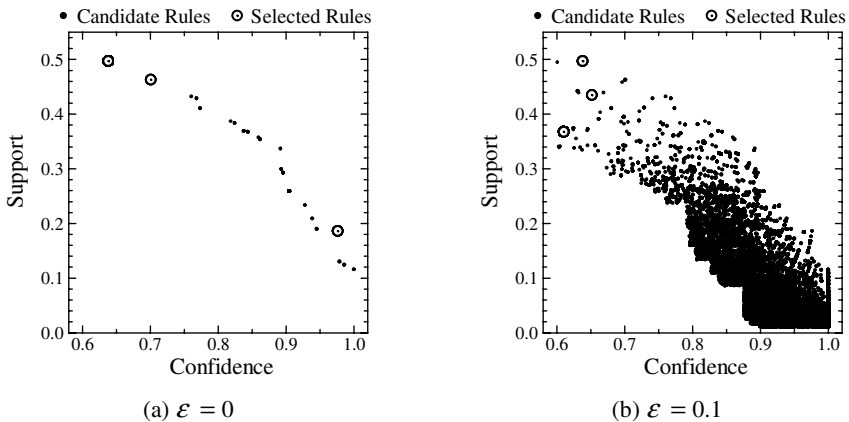 Candidate Rules Selected Rules
0.5
0.4
0.3
0.2
0.1
0.0
Support
0.6 0.7 0.8 0.9 1.0
Confidence
(a) ε = 0
Candidate Rules Selected Rules
0.5
0.4
0.3
0.2
0.1
0.0
Support
0.6 0.7 0.8 0.9 1.0
Confidence
(b) ε = 0.1